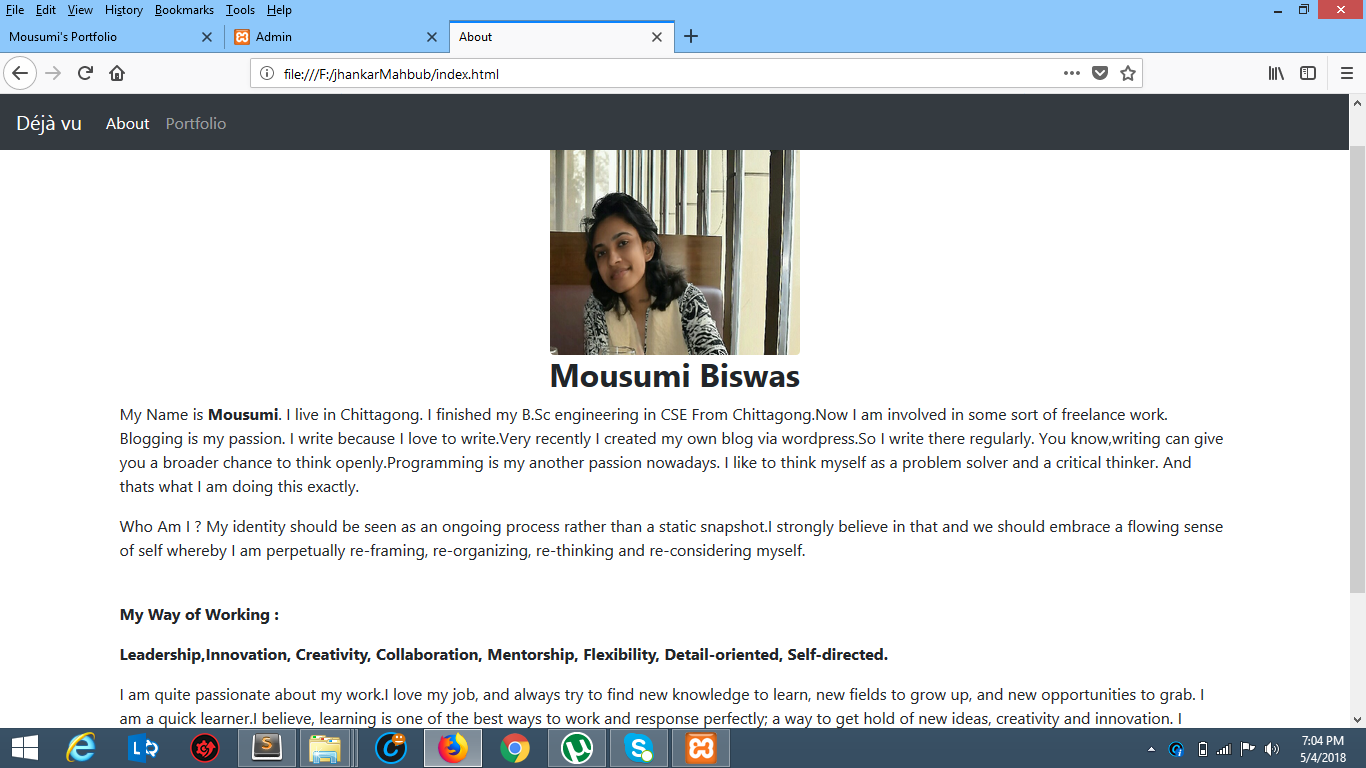 File Edit View History Bookmarks Tools Help
Mousumi's Portfolio Admin About
file:///F:/jhankarMahbub/index.html
Déjà vu About Portfolio
Mousumi Biswas
My Name is Mousumi. I live in Chittagong. I finished my B.Sc engineering in CSE From Chittagong.Now I am involved in some sort of freelance work.
Blogging is my passion. I write because I love to write.Very recently I created my own blog via wordpress.So I write there regularly. You know,writing can give
you a broader chance to think openly.Programming is my another passion nowadays. I like to think myself as a problem solver and a critical thinker. And
thats what I am doing this exactly.
Who Am I ? My identity should be seen as an ongoing process rather than a static snapshot.I strongly believe in that and we should embrace a flowing sense
of self whereby I am perpetually re-framing, re-organizing, re-thinking and re-considering myself.
My Way of Working :
Leadership,Innovation, Creativity, Collaboration, Mentorship, Flexibility, Detail-oriented, Self-directed.
I am quite passionate about my work.I love my job, and always try to find new knowledge to learn, new fields to grow up, and new opportunities to grab. I
am a quick learner.I believe, learning is one of the best ways to work and response perfectly; a way to get hold of new ideas, creativity and innovation. I
7:04 PM
5/4/2018